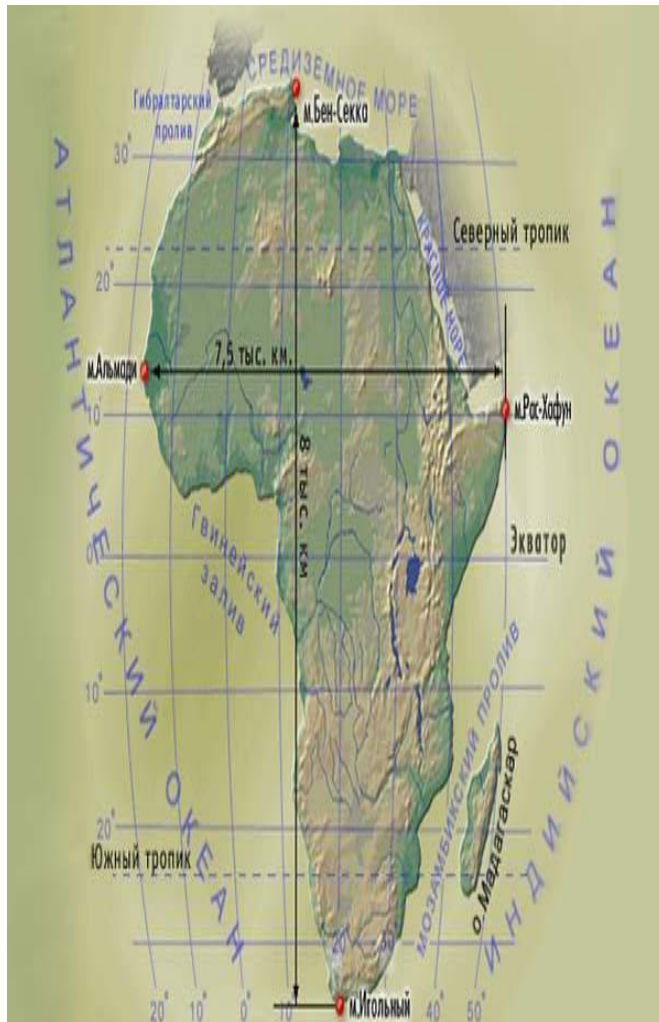 СРЕДИЗЕМНОЕ МОРЕ
Гибралтарский
пролив
м.Бен-Секка
АТЛАНТИЧЕСКИЙ ОКЕАН
30°
Северный тропик
КРАСНОЕ МОРЕ
20°
7,5 тыс. км.
м.Альмади
м.Рас-Хафун
10°
8 тыс. км
Гвинейский
залив
Экватор
0°
ИНДИЙСКИЙ ОКЕАН
10°
МОЗАМБИКСКИЙ ПРОЛИВ
о. Мадагаскар
20°
Южный тропик
20°
10°
0°
10°
м.Игольный
40°
50°